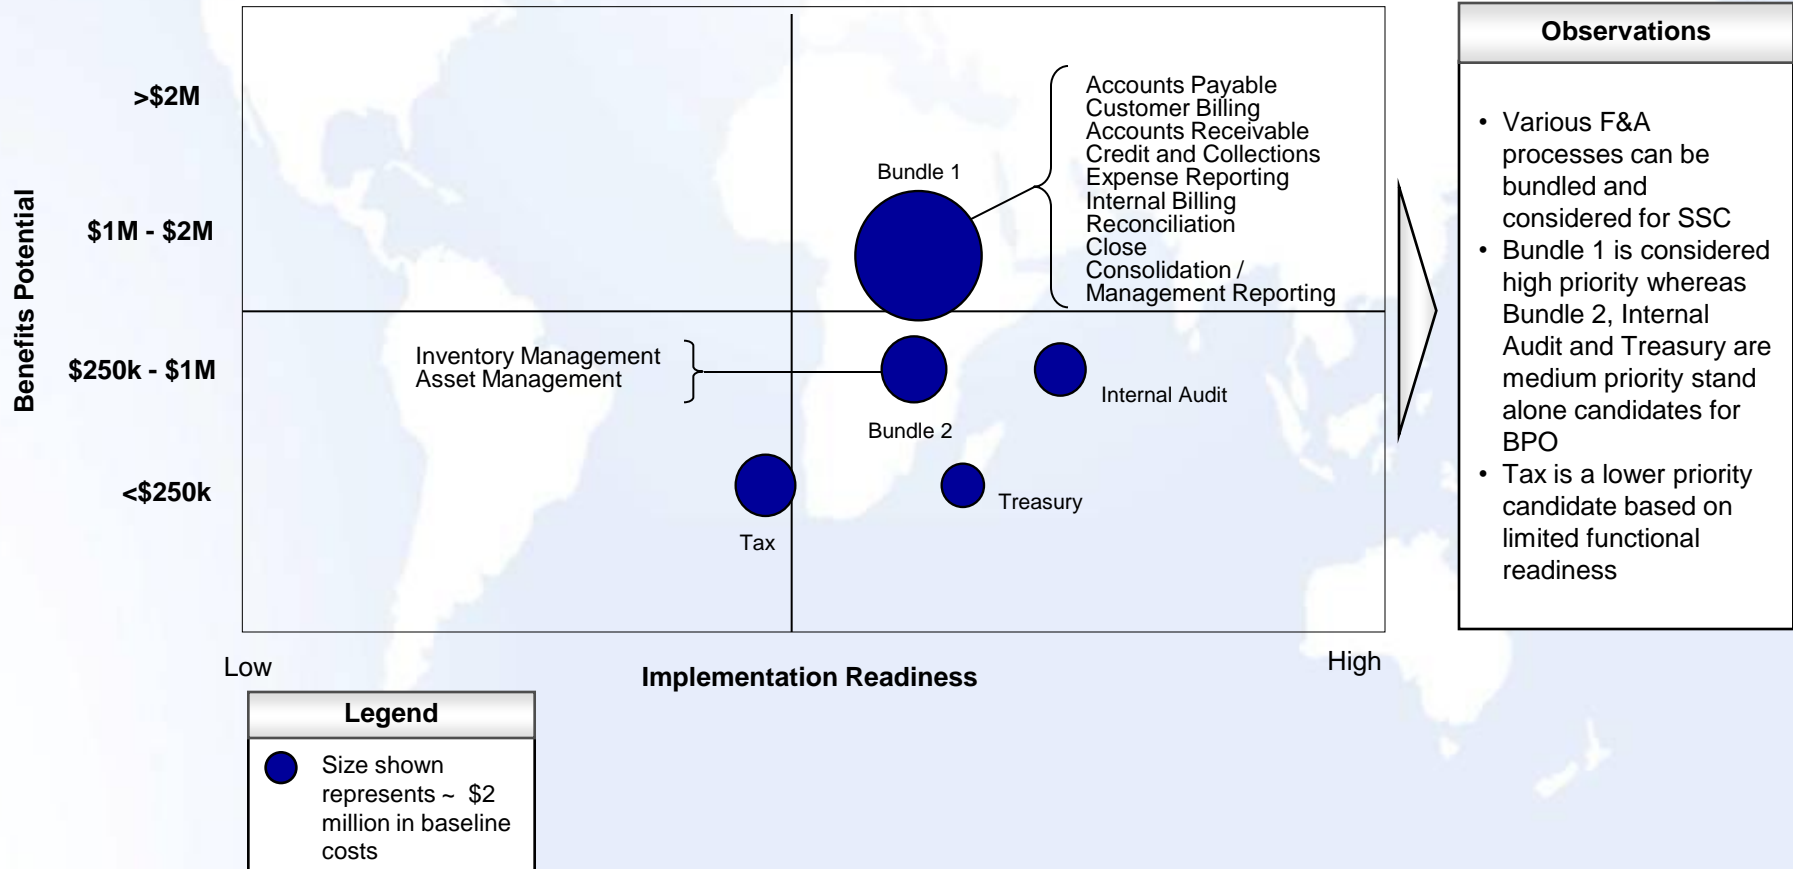 Benefits Potential
>$2M
$1M - $2M
$250k - $1M
<$250k
Bundle 1
Accounts Payable
Customer Billing
Accounts Receivable
Credit and Collections
Expense Reporting
Internal Billing
Reconciliation
Close
Consolidation /
Management Reporting
Inventory Management
Asset Management
Bundle 2
Internal Audit
Tax
Treasury
Low
Implementation Readiness
High
Legend
Size shown
represents ~ $2
million in baseline
costs
Observations
• Various F&A
processes can be
bundled and
considered for SSC
• Bundle 1 is considered
high priority whereas
Bundle 2, Internal
Audit and Treasury are
medium priority stand
alone candidates for
BPO
• Tax is a lower priority
candidate based on
limited functional
readiness